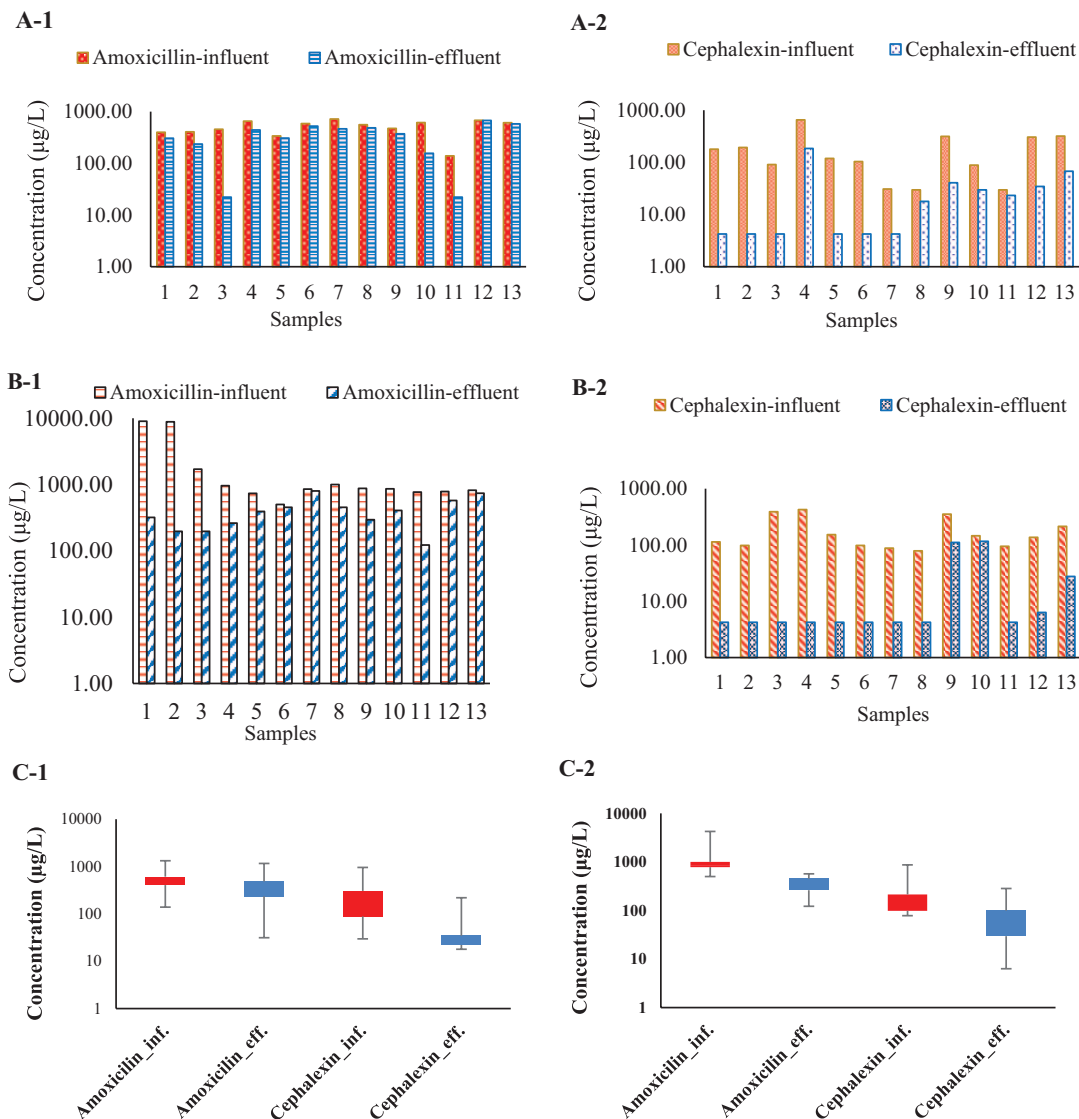 A-1
Amoxicillin-influent Amoxicillin-effluent
Concentration (µg/L)
1000.00
100.00
10.00
1.00
1 2 3 4 5 6 7 8 9 10 11 12 13
Samples
A-2
Cephalexin-influent Cephalexin-effluent
Concentration (µg/L)
1000.00
100.00
10.00
1.00
1 2 3 4 5 6 7 8 9 10 11 12 13
Samples
B-1
Amoxicillin-influent Amoxicillin-effluent
Concentration (µg/L)
10000.00
1000.00
100.00
10.00
1.00
1 2 3 4 5 6 7 8 9 10 11 12 13
Samples
B-2
Cephalexin-influent Cephalexin-effluent
Concentration (µg/L)
1000.00
100.00
10.00
1.00
1 2 3 4 5 6 7 8 9 10 11 12 13
Samples
C-1
Concentration (µg/L)
10000
1000
100
10
1
Amoxicilin_inf. Amoxicilin_eff. Cephalexin_inf. Cephalexin_eff.
C-2
Concentration (µg/L)
10000
1000
100
10
1
Amoxicilin_inf. Amoxicilin_eff. Cephalexin_inf. Cephalexin_eff.